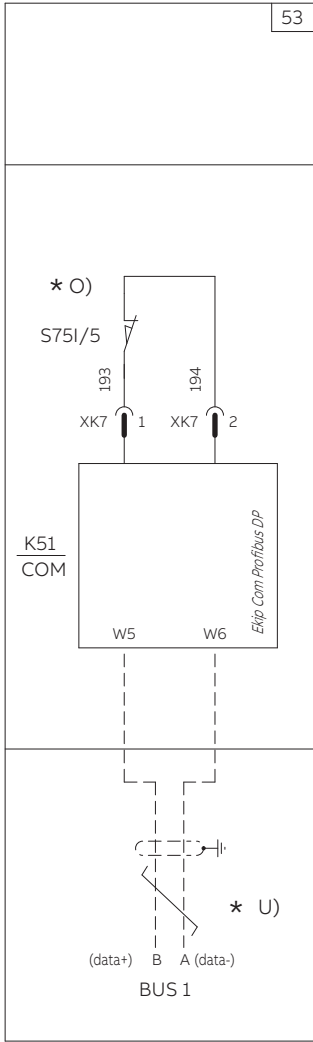 53
* O)
S75I/5
193
194
XK7 1 XK7 2
K51
COM
Ekip Com Profibus DP
W5 W6
* U)
(data+) B A (data-)
BUS 1